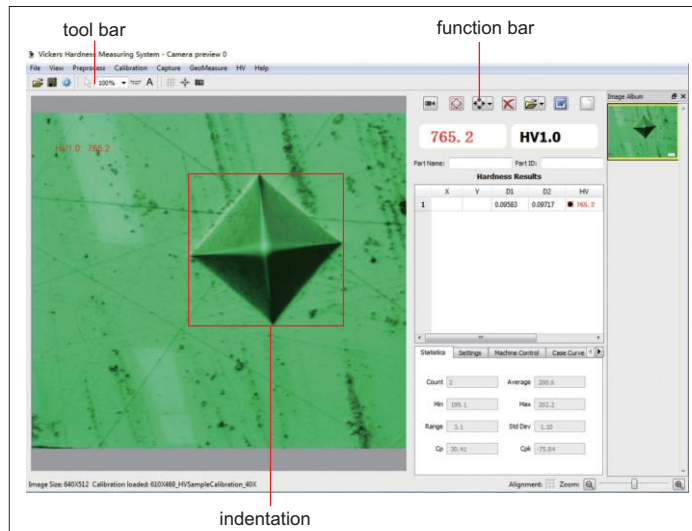 tool bar
function bar
Vickers Hardness Measuring System - Camera preview 0
File View Preprocess Calibration Capture GeoMeasure HV Help
100% A
Image Album
HV1.0, 765.2
765.2 HV1.0
Part Name: Part ID:
Hardness Results
X Y D1 D2 HV
1 0.09583 0.09717 765.2
Statistics Settings Machine Control Case Curve
Count 2 Average 200.6
Min 199.1 Max 202.2
Range 3.1 Std Dev 1.10
Cp 30.41 Cpk -75.84
Image Size: 640X512 Calibration loaded: 610X469_HVSampleCalibration_40X Alignment: Zoom:
indentation